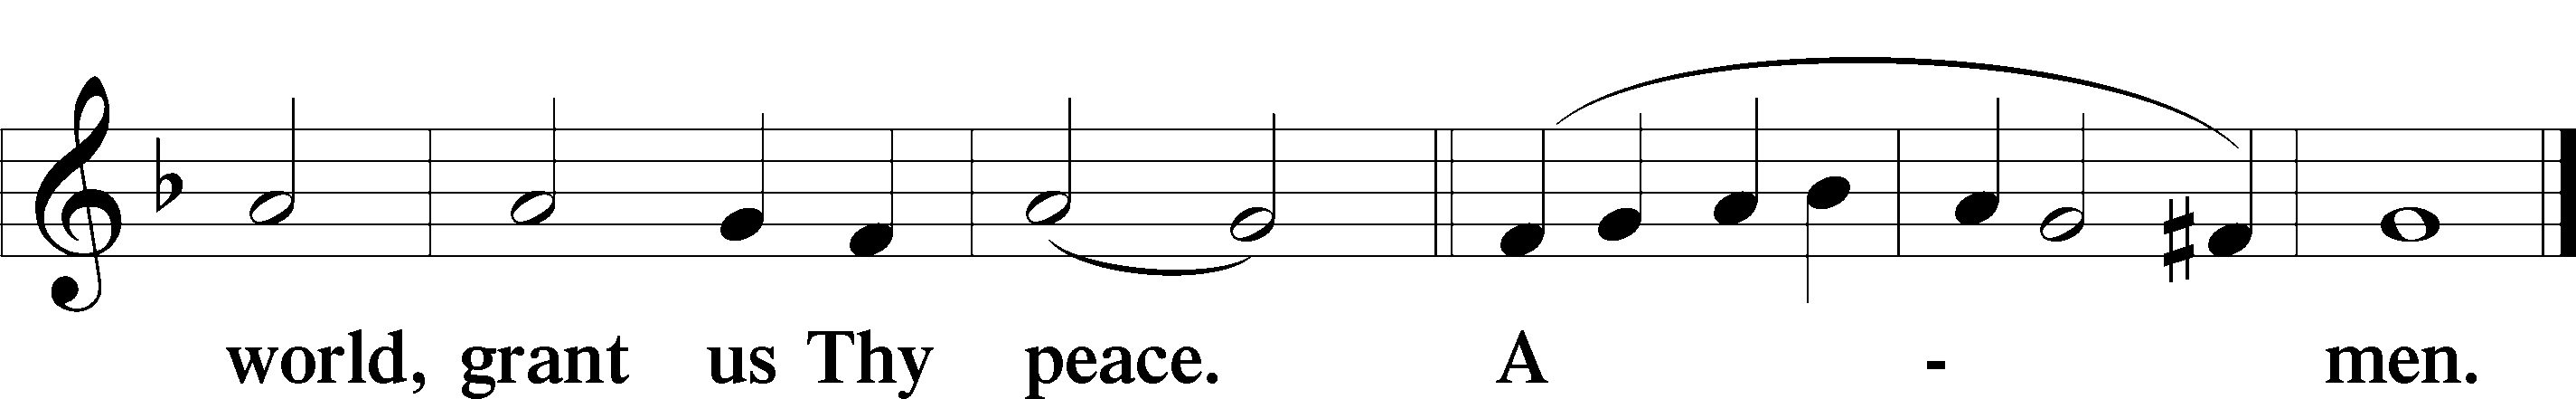 world, grant us Thy peace. A - men.